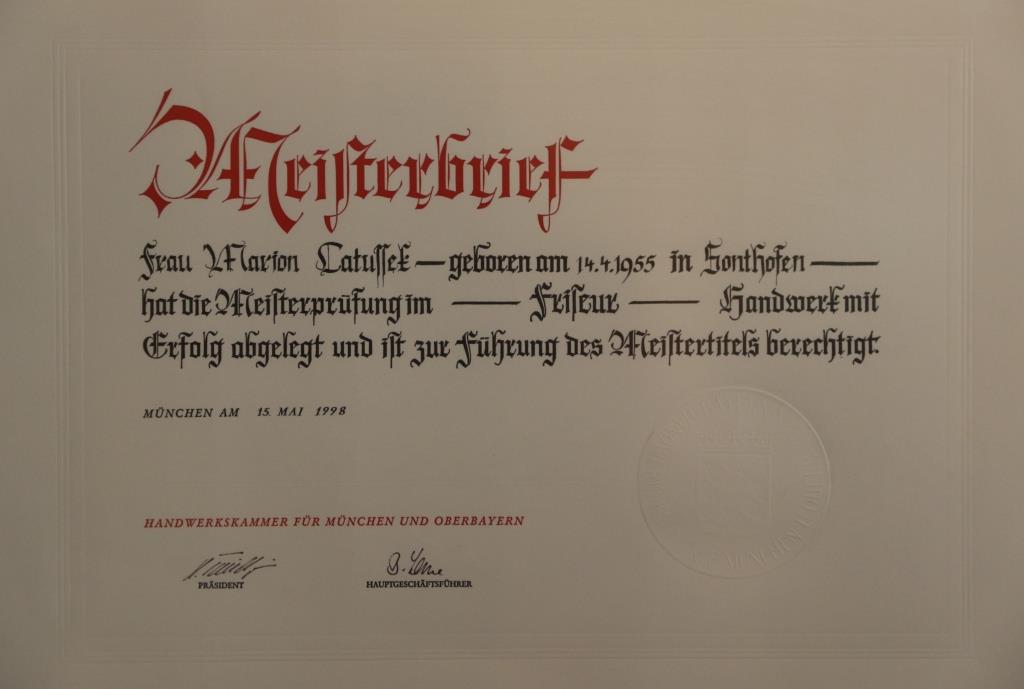 Meisterbrief
Frau Marion Catussek — geboren am 14.4.1955 in Sonthofen —
hat die Meisterprüfung im — Friseur — Handwerk mit
Erfolg abgelegt und ist zur Führung des Meistertitels berechtigt.
MÜNCHEN AM 15. MAI 1998
HANDWERKSKAMMER FÜR MÜNCHEN UND OBERBAYERN
PRÄSIDENT
HAUPTGESCHÄFTSFÜHRER